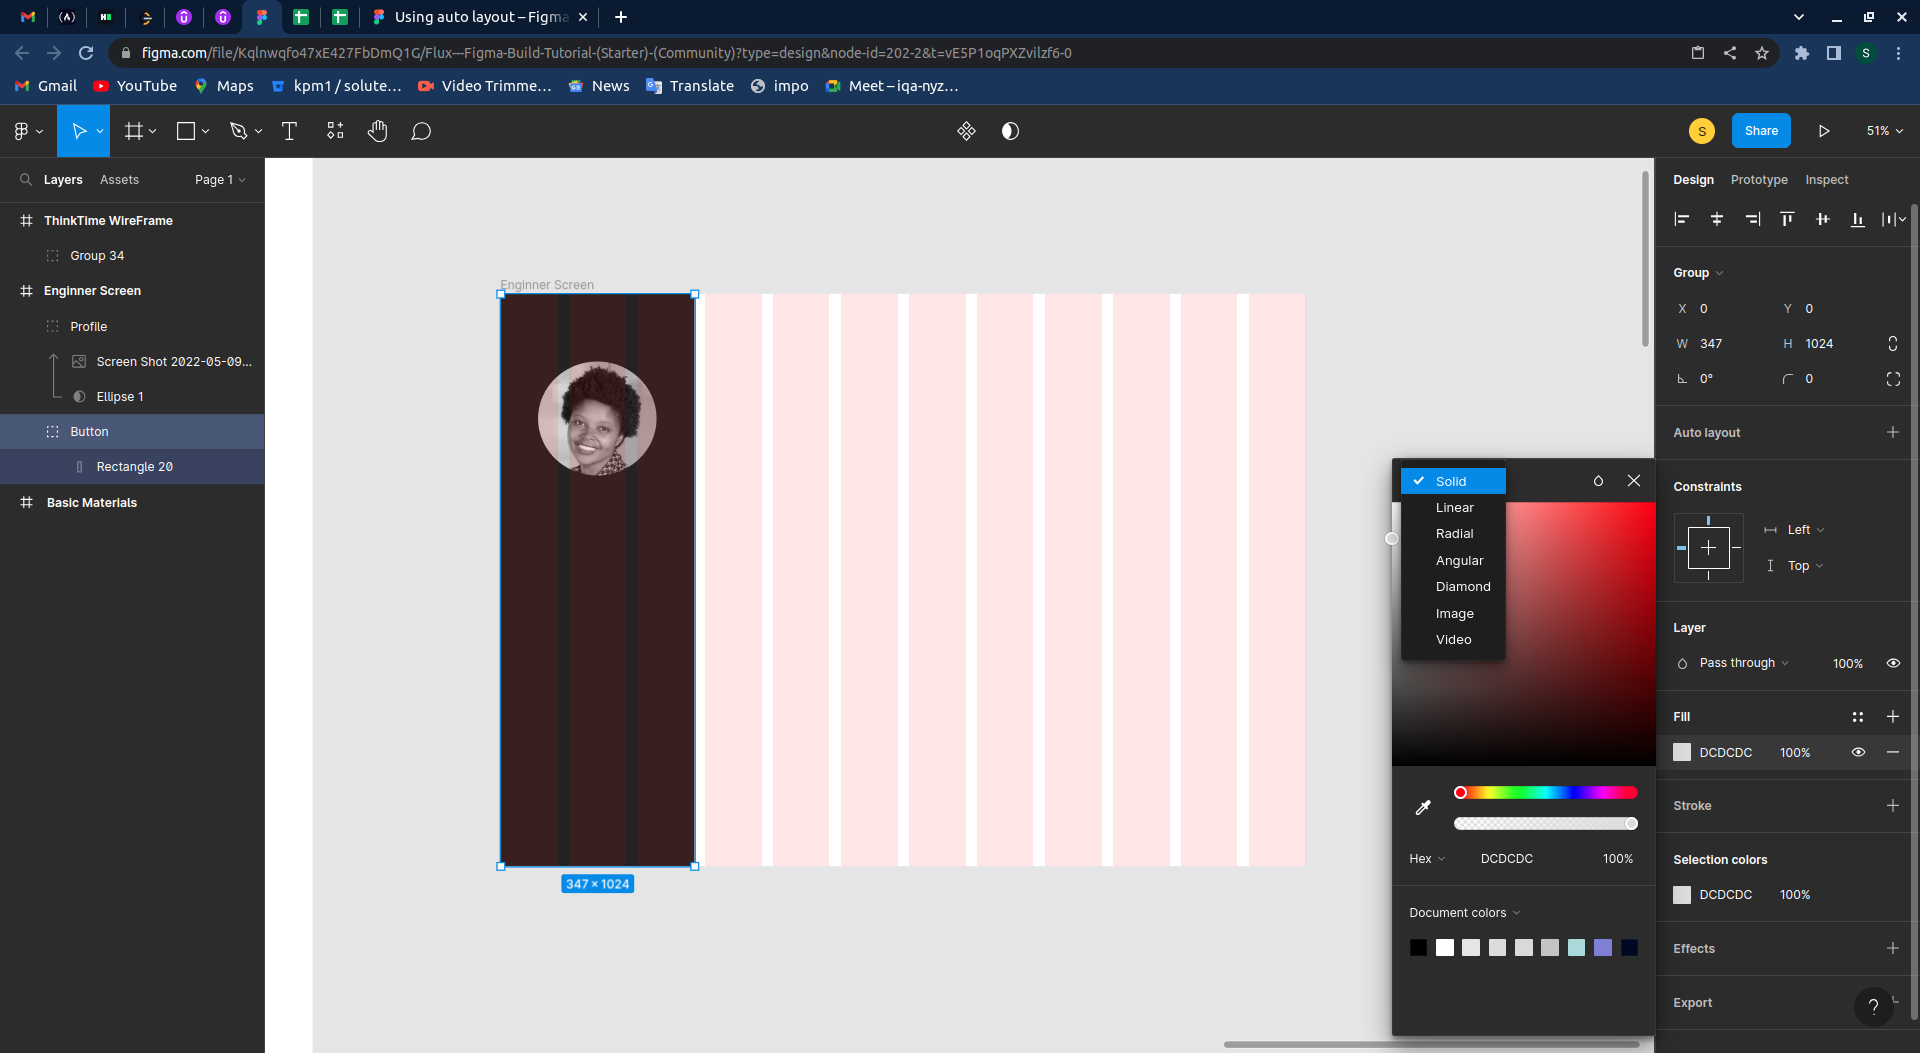 Using auto layout – Figma
figma.com/file/Kqlnwqfo47xE427FbDmQ1G/Flux---Figma-Build-Tutorial-(Starter)-(Community)?type=design&node-id=202-2&t=vE5P1oqPXZvilzf6-0
S
Gmail
YouTube
Maps
kpm1 / solute…
Video Trimme…
News
Translate
impo
Meet – iqa-nyz…
S
Share
51%
Layers
Assets
Page 1
Design
Prototype
Inspect
ThinkTime WireFrame
Group 34
Enginner Screen
Profile
Screen Shot 2022-05-09...
Ellipse 1
Button
Rectangle 20
Basic Materials
Enginner Screen
347 × 1024
Solid
Linear
Radial
Angular
Diamond
Image
Video
Hex
DCDCDC
100%
Document colors
Group
X 0
Y 0
W 347
H 1024
0°
0
Auto layout
Constraints
Left
Top
Layer
Pass through
100%
Fill
DCDCDC
100%
Stroke
Selection colors
DCDCDC
100%
Effects
Export
?